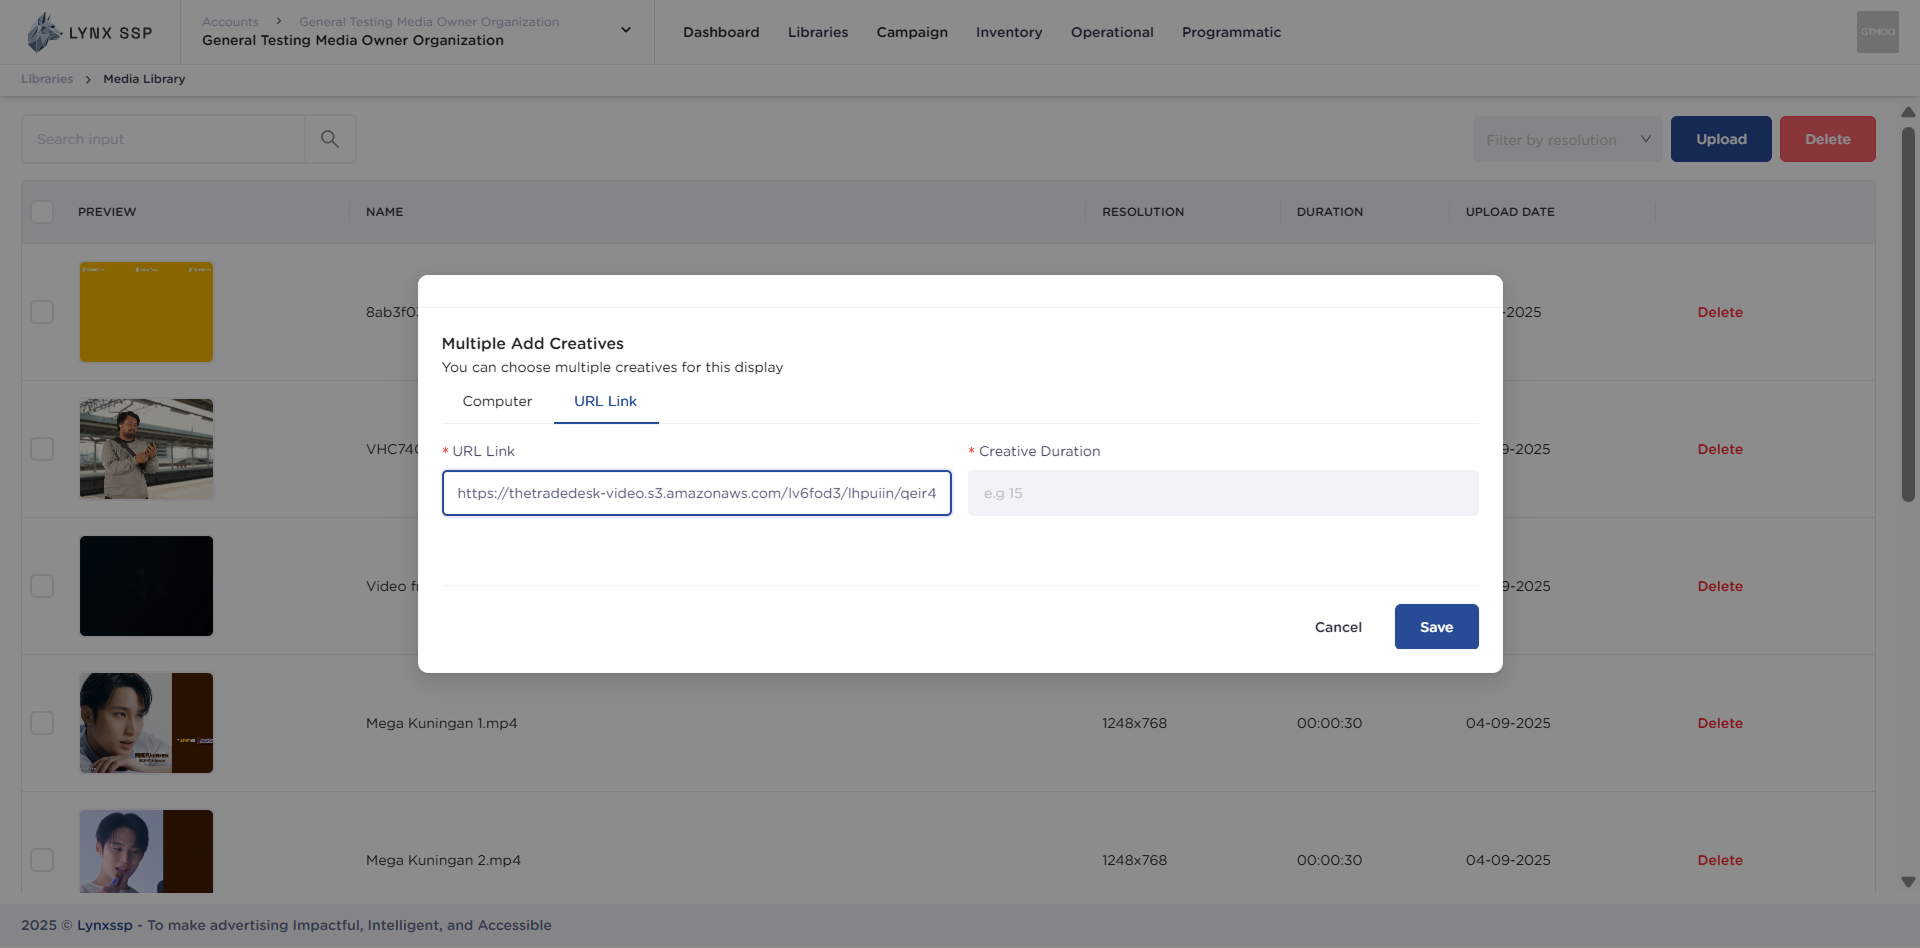 LYNX SSP
Accounts > General Testing Media Owner Organization
General Testing Media Owner Organization
Dashboard
Libraries
Campaign
Inventory
Operational
Programmatic
GTMOO
Libraries > Media Library
Search input
Filter by resolution
Upload
Delete
PREVIEW
NAME
RESOLUTION
DURATION
UPLOAD DATE
8ab3f03
-2025
Delete
Multiple Add Creatives
You can choose multiple creatives for this display
Computer
URL Link
* URL Link
* Creative Duration
https://thetradedesk-video.s3.amazonaws.com/lv6fod3/lhpuiin/qeir4
e.g 15
Cancel
Save
VHC740
9-2025
Delete
Video fr
9-2025
Delete
Mega Kuningan 1.mp4
1248x768
00:00:30
04-09-2025
Delete
Mega Kuningan 2.mp4
1248x768
00:00:30
04-09-2025
Delete
2025 © Lynxssp - To make advertising Impactful, Intelligent, and Accessible